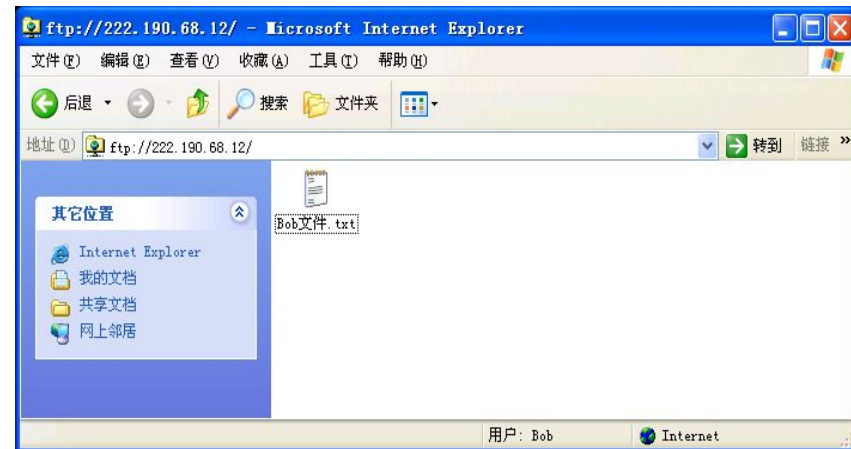 ftp://222.190.68.12/ - Microsoft Internet Explorer
文件(F) 编辑(E) 查看(V) 收藏(A) 工具(T) 帮助(H)
后退 搜索 文件夹
地址(D) ftp://222.190.68.12/ 转到 链接 »
其它位置
Internet Explorer
我的文档
共享文档
网上邻居
Bob文件.txt
用户: Bob Internet